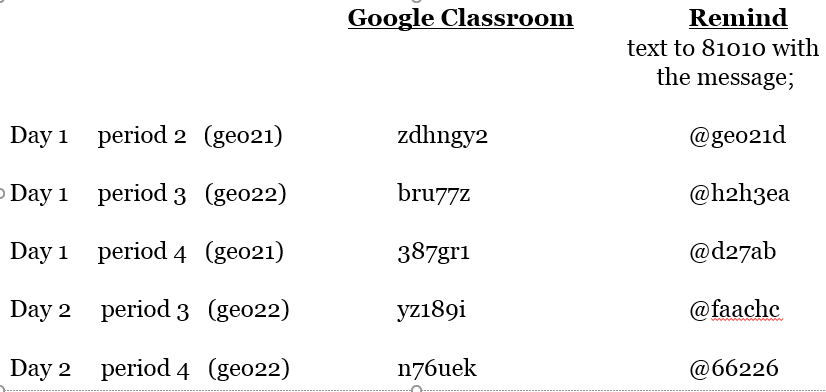 Google Classroom Remind
text to 81010 with
the message;
Day 1 period 2 (geo21) zdhngy2 @geo21d
Day 1 period 3 (geo22) bru77z @h2h3ea
Day 1 period 4 (geo21) 387gr1 @d27ab
Day 2 period 3 (geo22) yz189i @faachc
Day 2 period 4 (geo22) n76uek @66226